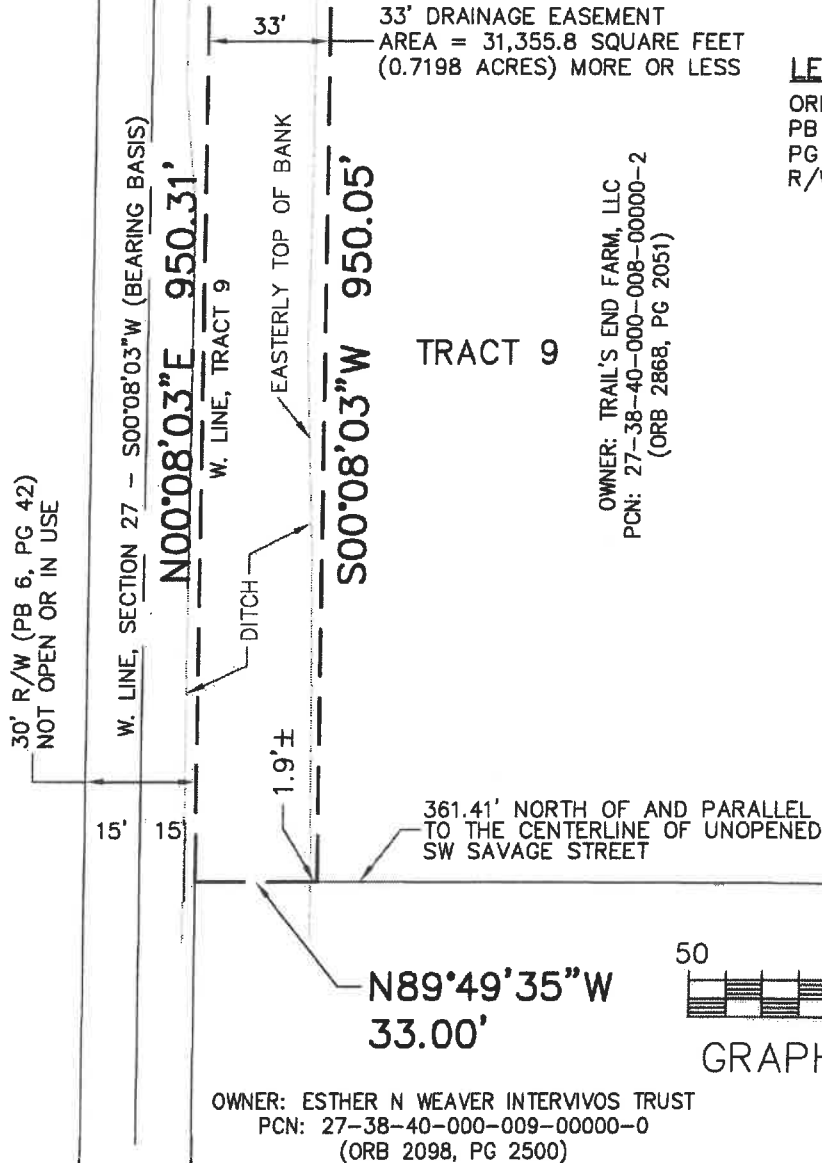 33'
33' DRAINAGE EASEMENT
AREA = 31,355.8 SQUARE FEET
(0.7198 ACRES) MORE OR LESS
PB
PG
W. LINE, SECTION 27 - S00°08'03"W (BEARING BASIS)
N00°08'03"E 950.31'
W. LINE, TRACT 9
EASTERLY TOP OF BANK
S00°08'03"W 950.05'
TRACT 9
OWNER: TRAIL'S END FARM, LLC
PCN: 27-38-40-000-008-00000-2
(ORB 2868, PG 2051)
30' R/W (PB 6, PG 42)
NOT OPEN OR IN USE
DITCH
15'
15'
1.9'±
361.41' NORTH OF AND PARALLEL
TO THE CENTERLINE OF UNOPENED
SW SAVAGE STREET
N89°49'35"W
33.00'
50
OWNER: ESTHER N WEAVER INTERVIVOS TRUST
PCN: 27-38-40-000-009-00000-0
(ORB 2098, PG 2500)